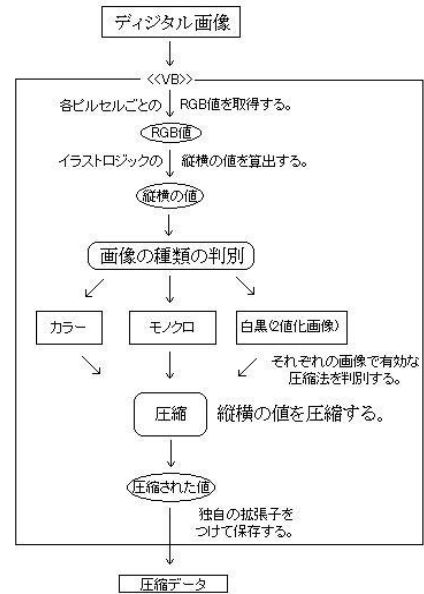 ディジタル画像
<<VB>>
各ピルセルごとの RGB値を取得する。
RGB値
イラストロジックの 縦横の値を算出する。
縦横の値
画像の種類の判別
カラー モノクロ 白黒(2値化画像)
それぞれの画像で有効な
圧縮法を判別する。
圧縮 縦横の値を圧縮する。
圧縮された値
独自の拡張子を
つけて保存する。
圧縮データ